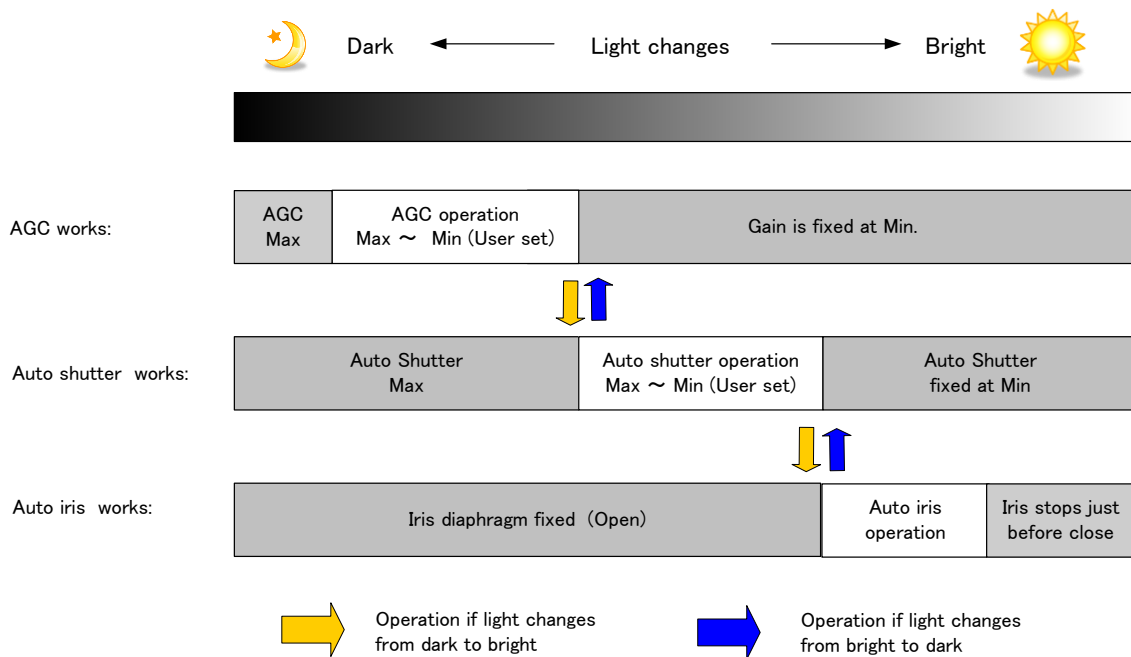 Dark
Light changes
Bright
AGC works:
AGC
Max
AGC operation
Max ～ Min (User set)
Gain is fixed at Min.
Auto shutter works:
Auto Shutter
Max
Auto shutter operation
Max ～ Min (User set)
Auto Shutter
fixed at Min
Auto iris works:
Iris diaphragm fixed (Open)
Auto iris
operation
Iris stops just
before close
Operation if light changes
from dark to bright
Operation if light changes
from bright to dark